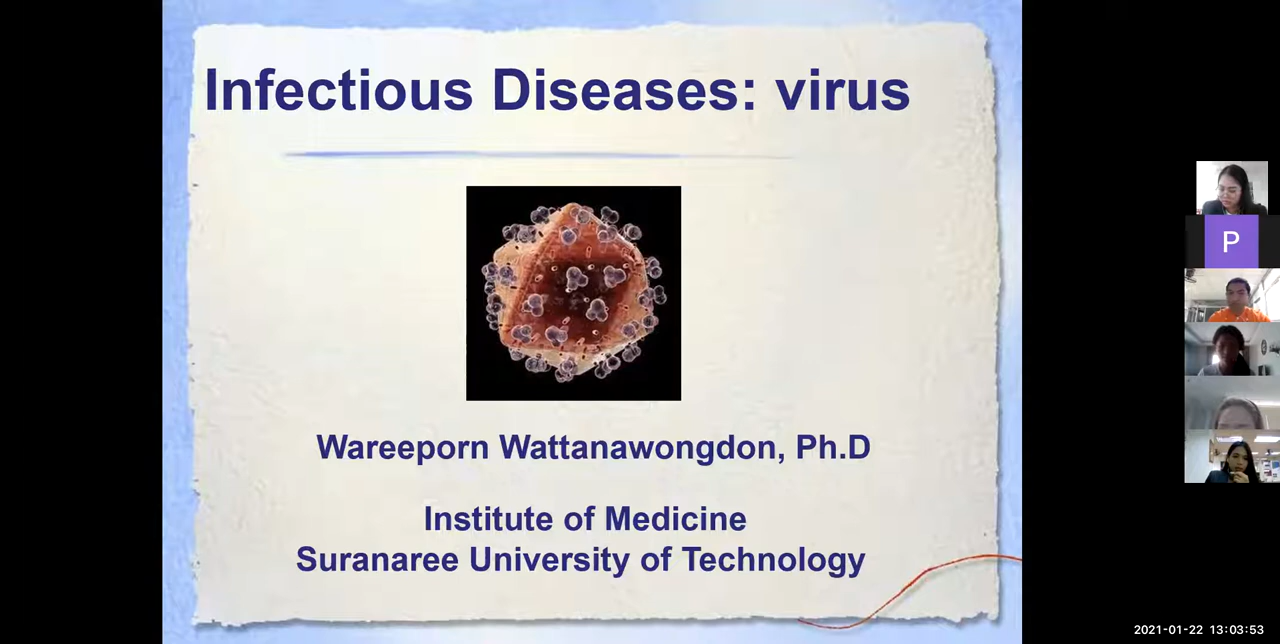 Infectious Diseases: virus
Wareeporn Wattanawongdon, Ph.D
Institute of Medicine
Suranaree University of Technology
P
2021-01-22 13:03:53